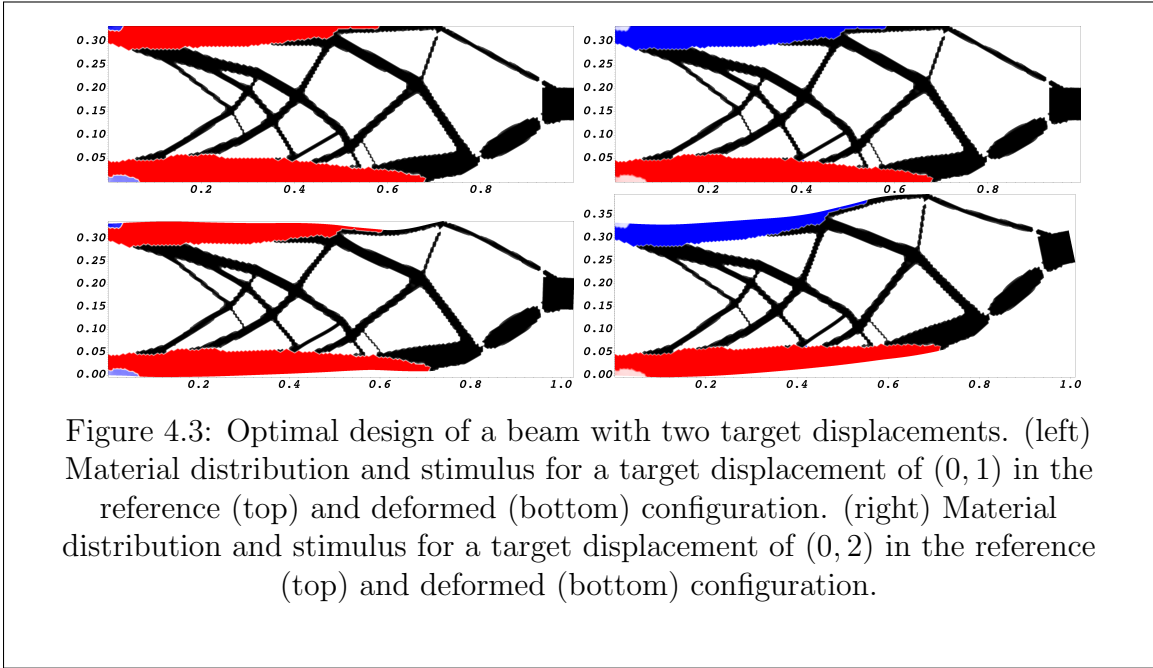 0.30 0.30
0.25 0.25
0.20 0.20
0.15 0.15
0.10 0.10
0.05 0.05
0.2 0.4 0.6 0.8 0.2 0.4 0.6 0.8
0.35
0.30 0.30
0.25 0.25
0.20 0.20
0.15 0.15
0.10 0.10
0.05 0.05
0.00 0.00
0.2 0.4 0.6 0.8 1.0 0.2 0.4 0.6 0.8 1.0
Figure 4.3: Optimal design of a beam with two target displacements. (left)
Material distribution and stimulus for a target displacement of (0, 1) in the
reference (top) and deformed (bottom) configuration. (right) Material
distribution and stimulus for a target displacement of (0, 2) in the reference
(top) and deformed (bottom) configuration.